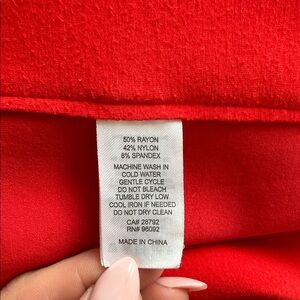 50% RAYON
42% NYLON
8% SPANDEX
MACHINE WASH IN
COLD WATER
GENTLE CYCLE
DO NOT BLEACH
TUMBLE DRY LOW
COOL IRON IF NEEDED
DO NOT DRY CLEAN
CA# 28792
RN# 96092
MADE IN CHINA